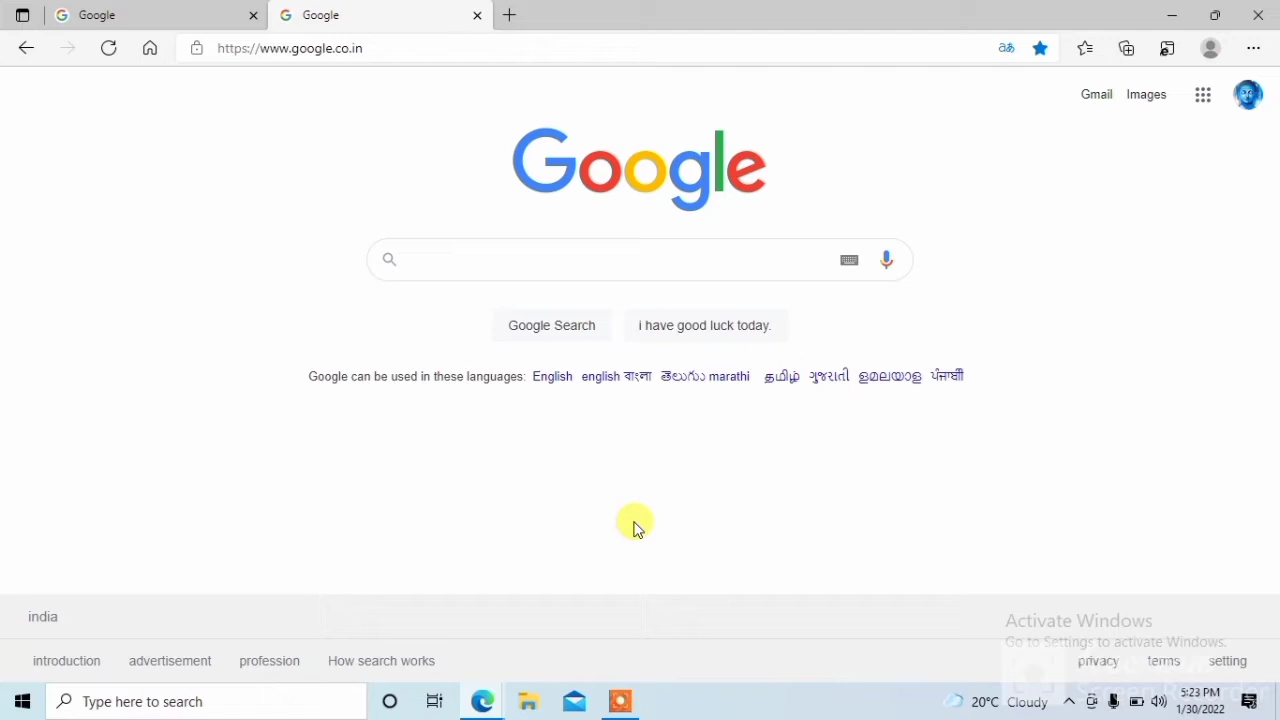 Google Google
https://www.google.co.in aあ
Gmail Images
Google
Google Search i have good luck today.
Google can be used in these languages: English english বাংলা తెలుగు marathi தமிழ் ગુજરાતી മലയാള ਪੰਜਾਬੀ
india
Activate Windows
Go to Settings to activate Windows.
introduction advertisement profession How search works privacy terms setting
Type here to search 20°C Cloudy 5:23 PM
1/30/2022